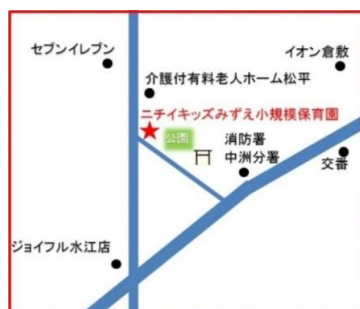 セブンイレブン
イオン倉敷
介護付有料老人ホーム松平
ニチイキッズみずえ小規模保育園
公園
消防署
中洲分署
交番
ジョイフル水江店